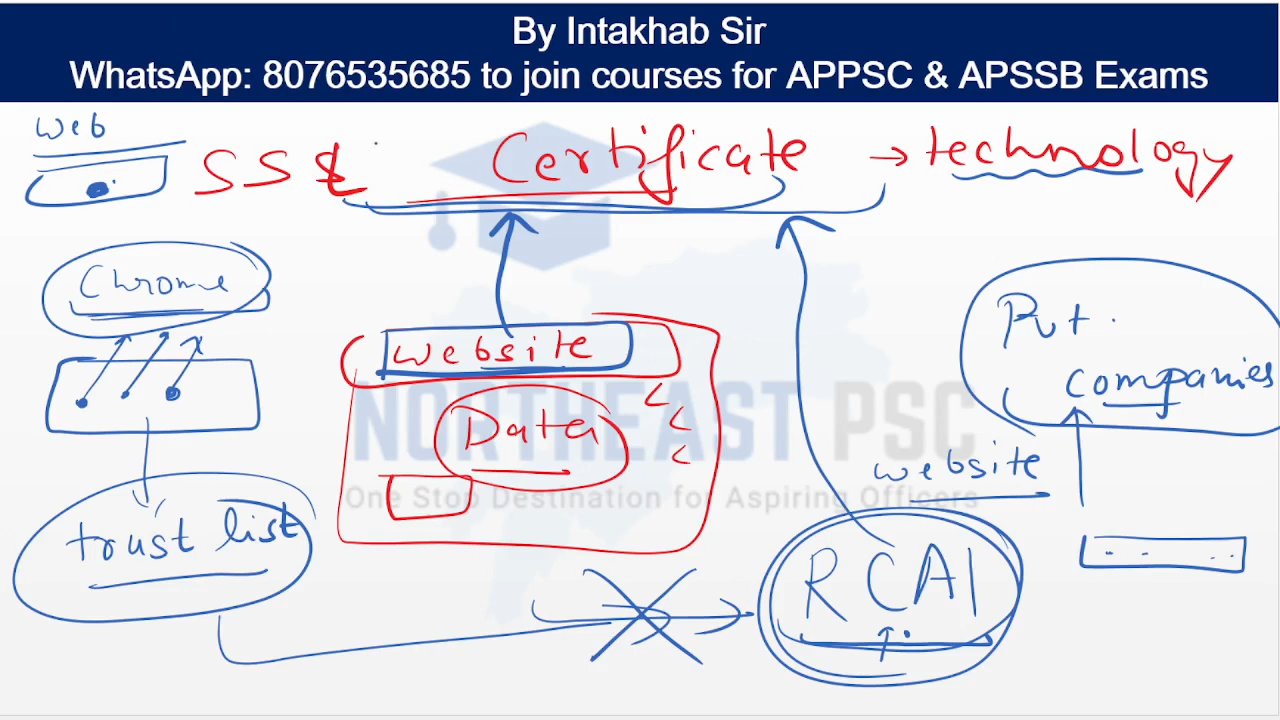 By Intakhab Sir
WhatsApp: 8076535685 to join courses for APPSC & APSSB Exams
Web
SSL Certificate → technology
Chrome
Pvt.
companies
website
Data
NORTHEAST PSC
website
One Stop Destination for Aspiring Officers
trust list
RCAI